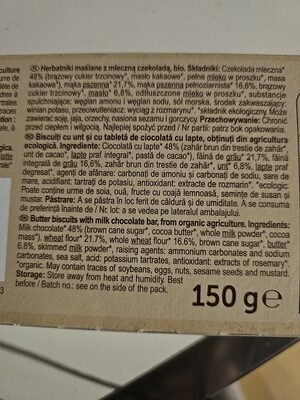 Herbatniki maślane z mleczną czekoladą, bio. Składniki: Czekolada mleczna*
48% (brązowy cukier trzcinowy*, masło kakaowe*, pełne mleko w proszku*, masa
kakaowa*), mąka pszenna* 21,7%, mąka pszenna pełnoziarnista* 16,6%, brązowy
cukier trzcinowy*, masło* 6,8%, odtłuszczone mleko w proszku*, substancje
spulchniające: węglan amonu i węglan sodu, sól morska, środek zakwaszający:
winian potasu, przeciwutleniacz: wyciąg z rozmarynu*. *składniki ekologiczne. Może
zawierać soję, jaja, orzechy, nasiona sezamu i gorczycy. Przechowywanie: Chronić
przed ciepłem i wilgocią. Najlepiej spożyć przed / Nr partii: patrz bok opakowania.
Biscuiti cu unt și cu tabletă de ciocolată cu lapte, obținuți din agricultura
ecologică. Ingrediente: Ciocolată cu lapte* 48% (zahăr brun din trestie de zahăr*,
unt de cacao*, lapte praf integral*, pastă de cacao*), făină de grâu* 21,7%, făină
integrală de grâu* 16,6%, zahăr brun din trestie de zahăr*, unt* 6,8%, lapte praf
degresat*, agenți de afânare: carbonați de amoniu și carbonați de sodiu, sare de
mare, acidifiant: tartrați de potasiu, antioxidant: extracte de rozmarin*. *ecologic.
Poate conține urme de soia, ouă, fructe cu coajă lemnoasă, semințe de susan și
muștar. Păstrare: A se păstra în loc ferit de căldură și umiditate. A se consuma
de preferință înainte de / Nr. lot: a se vedea pe lateralul ambalajului.
Butter biscuits with milk chocolate bar, from organic agriculture. Ingredients:
Milk chocolate* 48% (brown cane sugar*, cocoa butter*, whole milk powder*, cocoa
mass*), wheat flour* 21.7%, whole wheat flour* 16.6%, brown cane sugar*, butter*
6.8%, skimmed milk powder*, raising agents: ammonium carbonates and sodium
carbonates, sea salt, acid: potassium tartrates, antioxidant: extracts of rosemary*.
*organic. May contain traces of soybeans, eggs, nuts, sesame seeds and mustard.
Storage: Store away from heat and humidity. Best
before / Batch no.: see on the side of the pack.
150 g e